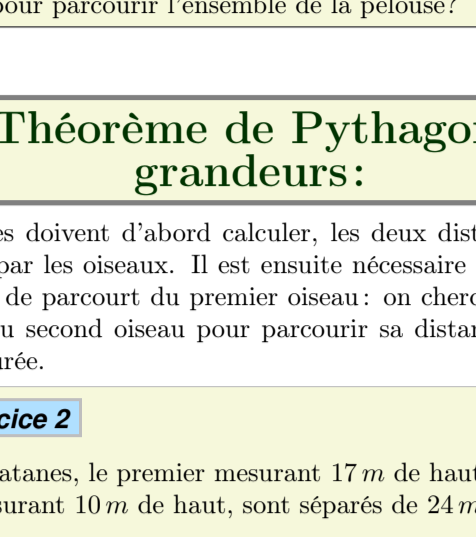 pour parcourir l'ensemble de la pelouse?
Théorème de Pythagor
grandeurs :
es doivent d'abord calculer, les deux dist
par les oiseaux. Il est ensuite nécessaire
de parcourt du premier oiseau : on cherc
u second oiseau pour parcourir sa distan
urée.
cice 2
atanes, le premier mesurant 17 m de haut
surant 10 m de haut, sont séparés de 24 m